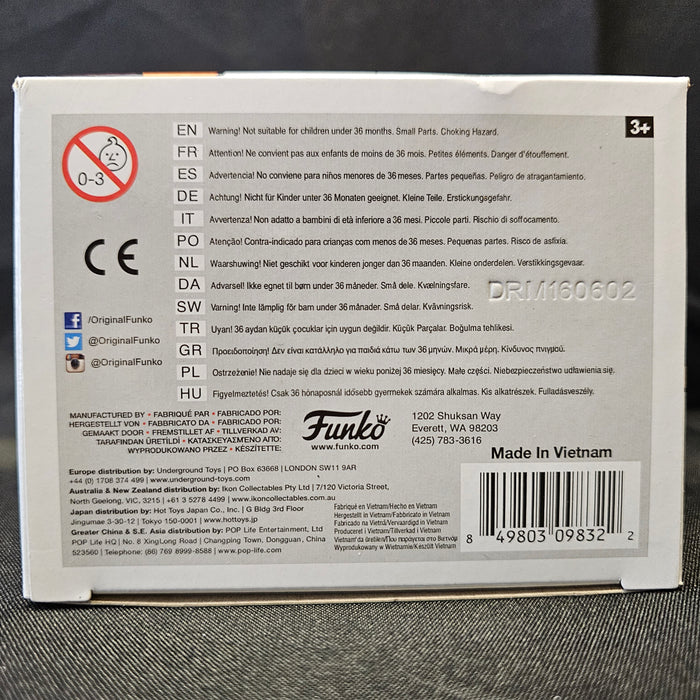 3+
0-3
EN Warning! Not suitable for children under 36 months. Small Parts. Choking Hazard.
FR Attention! Ne convient pas aux enfants de moins de 36 mois. Petites éléments. Danger d'étouffement.
ES Advertencia! No conviene para niños menores de 36 meses. Partes pequeñas. Peligro de atragantamiento.
DE Achtung! Nicht für Kinder unter 36 Monaten geeignet. Kleine Teile. Erstickungsgefahr.
IT Avvertenza! Non adatto a bambini di età inferiore a 36 mesi. Piccole parti. Rischio di soffocamento.
PO Atenção! Contra-indicado para crianças com menos de 36 meses. Pequenas partes. Risco de asfixia.
NL Waarshuwing! Niet geschikt voor kinderen jonger dan 36 maanden. Kleine onderdelen. Verstikkingsgevaar.
DA Advarsel! Ikke egnet til børn under 36 måneder. Små dele. Kvælningsfare.
SW Varning! Inte lämplig för barn under 36 månader. Små delar. Kvävningsrisk.
TR Uyarı! 36 aydan küçük çocuklar için uygun değildir. Küçük Parçalar. Boğulma tehlikesi.
GR Προειδοποίηση! Δεν είναι κατάλληλο για παιδιά κάτω των 36 μηνών. Μικρά μέρη. Κίνδυνος πνιγμού.
PL Ostrzeżenie! Nie nadaje się dla dzieci w wieku poniżej 36 miesięcy. Małe części. Niebezpieczeństwo udławienia się.
HU Figyelmeztetés! Csak 36 hónaposnál idősebb gyermekek számára alkalmas. Kis alkatrészek. Fulladásveszély.
CE
DRM160602
/OriginalFunko
@OriginalFunko
@OriginalFunko
MANUFACTURED BY • FABRIQUÉ PAR • FABRICADO POR:
HERGESTELLT VON • FABBRICATO DA • FABRICADO POR:
GEMAAKT DOOR • FREMSTILLET AF • TILLVERKAD AV:
TARAFINDAN ÜRETİLDİ • ΚΑΤΑΣΚΕΥΑΣΜΕΝΟ ΑΠΟ:
WYPRODUKOWANO PRZEZ • KÉSZÍTETTE:
Funko
www.funko.com
1202 Shuksan Way
Everett, WA 98203
(425) 783-3616
Made In Vietnam
Europe distribution by: Underground Toys | PO Box 63668 | LONDON SW11 9AR
+44 (0) 1708 374 499 | www.underground-toys.com
Australia & New Zealand distribution by: Ikon Collectables Pty Ltd | 7/120 Victoria Street,
North Geelong, VIC, 3215 | +61 3 5278 4499 | www.ikoncollectables.com.au
Japan distribution by: Hot Toys Japan Co., Inc. | G Bldg 3rd Floor
Jingumae 3-30-12 | Tokyo 150-0001 | www.hottoys.jp
Greater China & S.E. Asia distribution by: POP Life Entertainment, Ltd
POP Life HQ | No. 8 XingLong Road | Changping Town, Dongguan, China
523560 | Telephone: (86) 769 8999-8588 | www.pop-life.com
Fabriqué en Vietnam/Hecho en Vietnam
Hergestellt in Vietnam/Fabbricato in Vietnam
Fabricado na Vietnã/Vervaardigd in Vietnam
Produceret i Vietnam/Tillverkad i Vietnam
Vietnam'da üretilen/Που παράγεται στο Βιετνάμ
Wyprodukowany w Wietnamie/Készült Vietnam
8 49803 09832 2